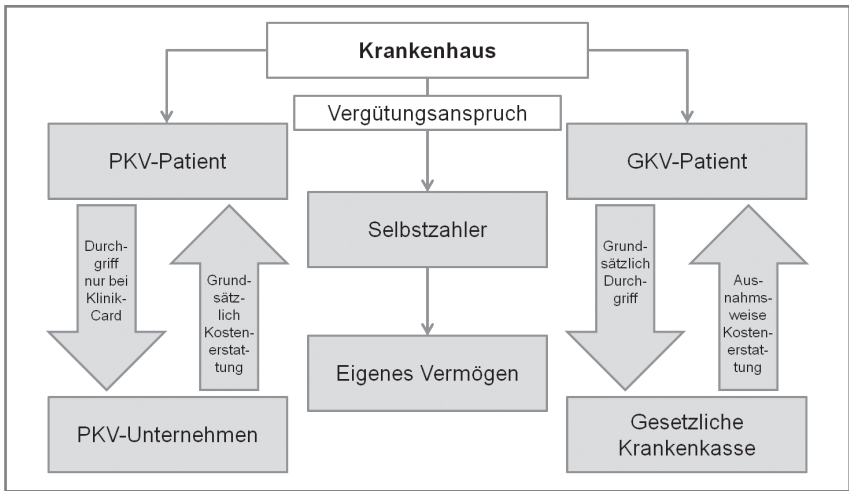 Krankenhaus
Vergütungsanspruch
PKV-Patient
GKV-Patient
Selbstzahler
Durch-
griff
nur bei
Klinik-
Card
Grund-
sätz-
lich
Kosten-
erstat-
tung
Grund-
sätzlich
Durch-
griff
Aus-
nahms-
weise
Kosten-
erstat-
tung
Eigenes Vermögen
PKV-Unternehmen
Gesetzliche
Krankenkasse